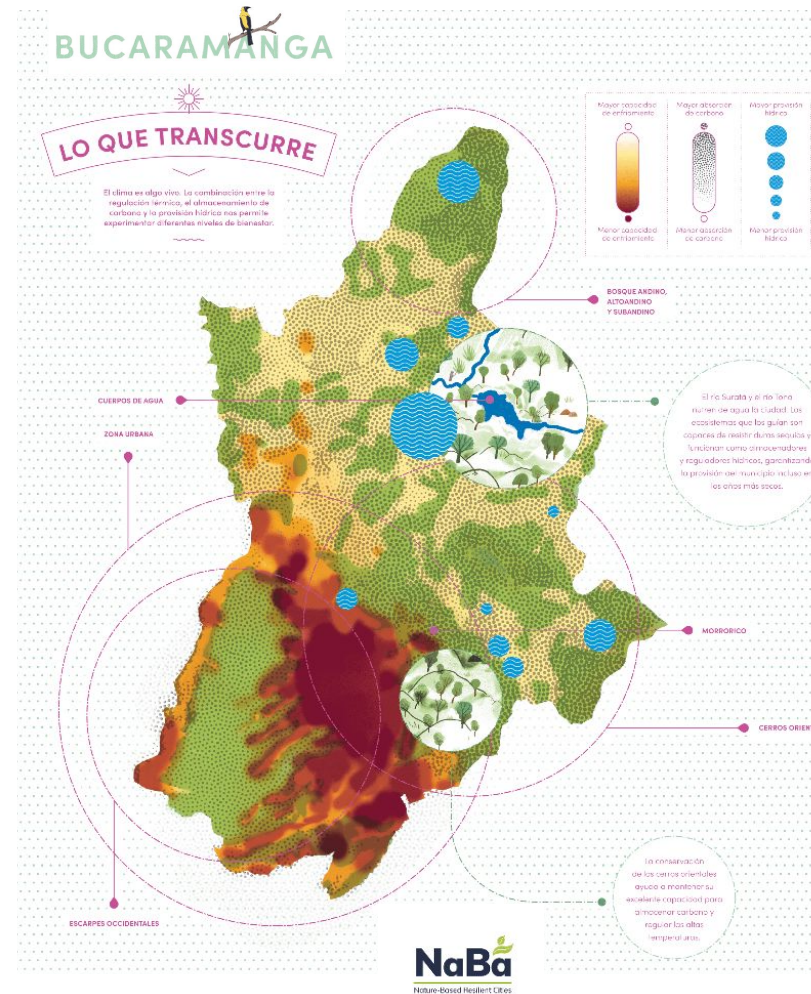 BUCARAMANGA
LO QUE TRANSCURRE
El clima es algo vivo. La combinación entre la
regulación térmica, el almacenamiento de
carbono y la provisión hídrica nos permite
experimentar diferentes niveles de bienestar.
Mayor capacidad
de enfriamiento
Mayor absorción
de carbono
Mayor provisión
hídrica
Menor capacidad
de enfriamiento
Menor absorción
de carbono
Menor provisión
hídrica
BOSQUE ANDINO,
ALTOANDINO
Y SUBANDINO
CUERPOS DE AGUA
ZONA URBANA
El río Suratá y el río Tona
nutren de agua la ciudad. Los
ecosistemas que los guían son
capaces de resistir duras sequías y
funcionan como almacenadores
y reguladores hídricos, garantizando
la provisión del municipio incluso en
los años más secos.
MORRORICO
CERROS ORIENT
ESCARPES OCCIDENTALES
La conservación
de los cerros orientales
ayuda a mantener su
excelente capacidad para
almacenar carbono y
regular las altas
temperaturas.
NaBa
Nature-Based Resilient Cities